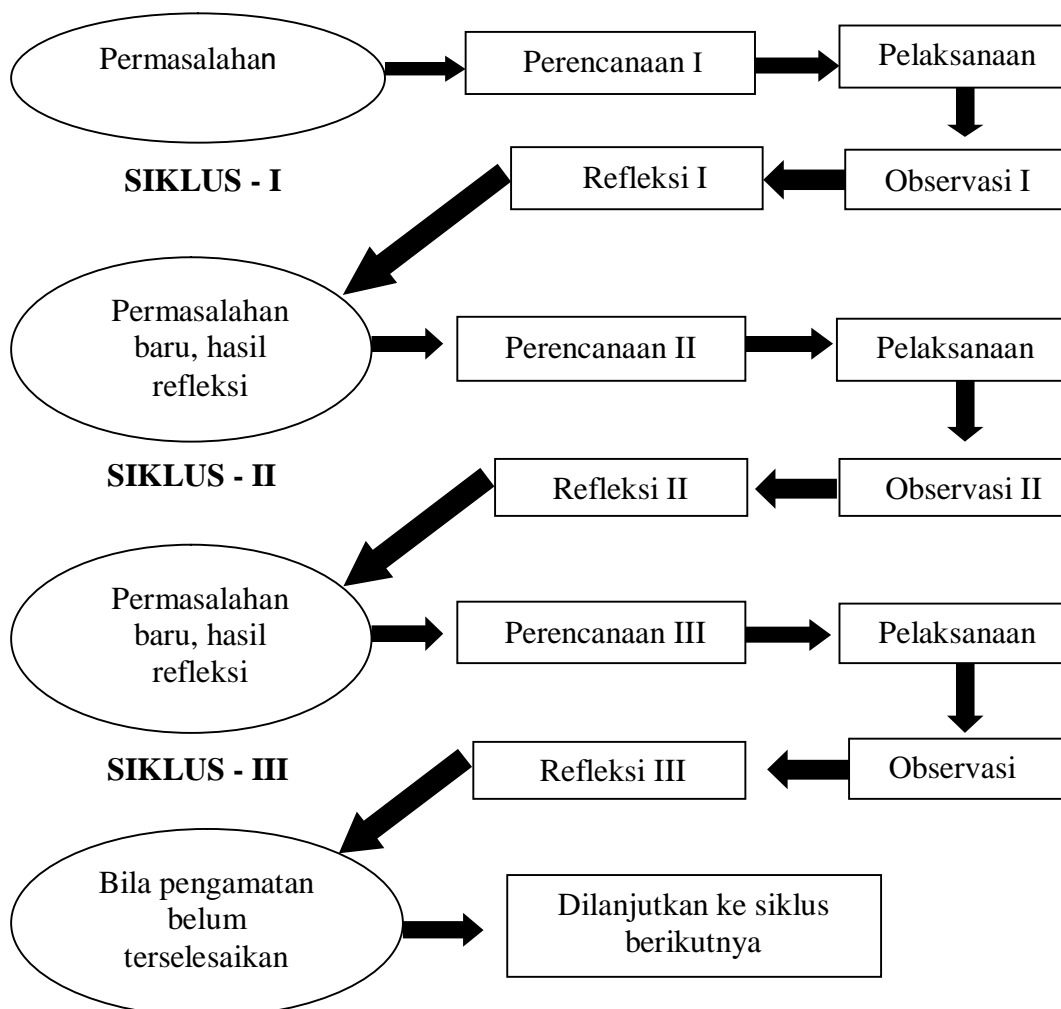 Permasalahan
Perencanaan I
Pelaksanaan
SIKLUS - I
Refleksi I
Observasi I
Permasalahan
baru, hasil
refleksi
Perencanaan II
Pelaksanaan
SIKLUS - II
Refleksi II
Observasi II
Permasalahan
baru, hasil
refleksi
Perencanaan III
Pelaksanaan
SIKLUS - III
Refleksi III
Observasi
Bila pengamatan
belum
terselesaikan
Dilanjutkan ke siklus
berikutnya